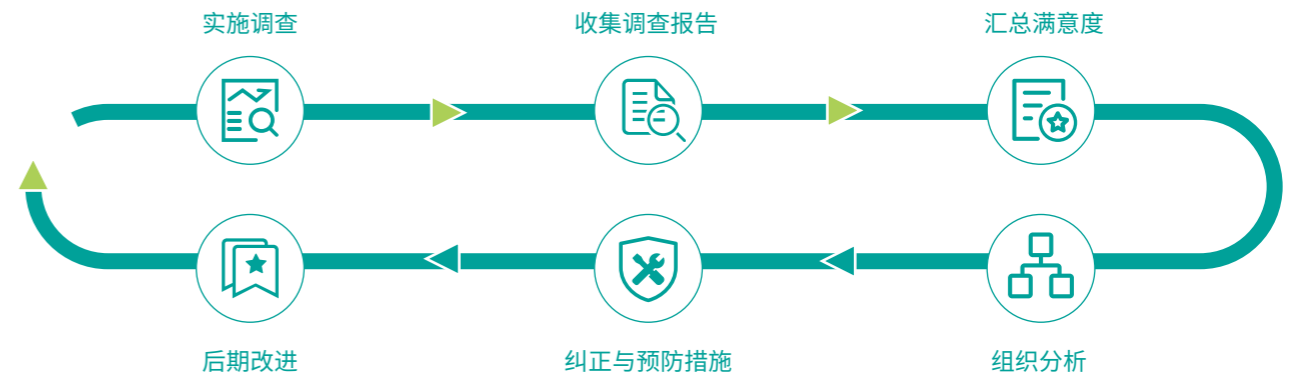 实施调查
收集调查报告
汇总满意度
后期改进
纠正与预防措施
组织分析